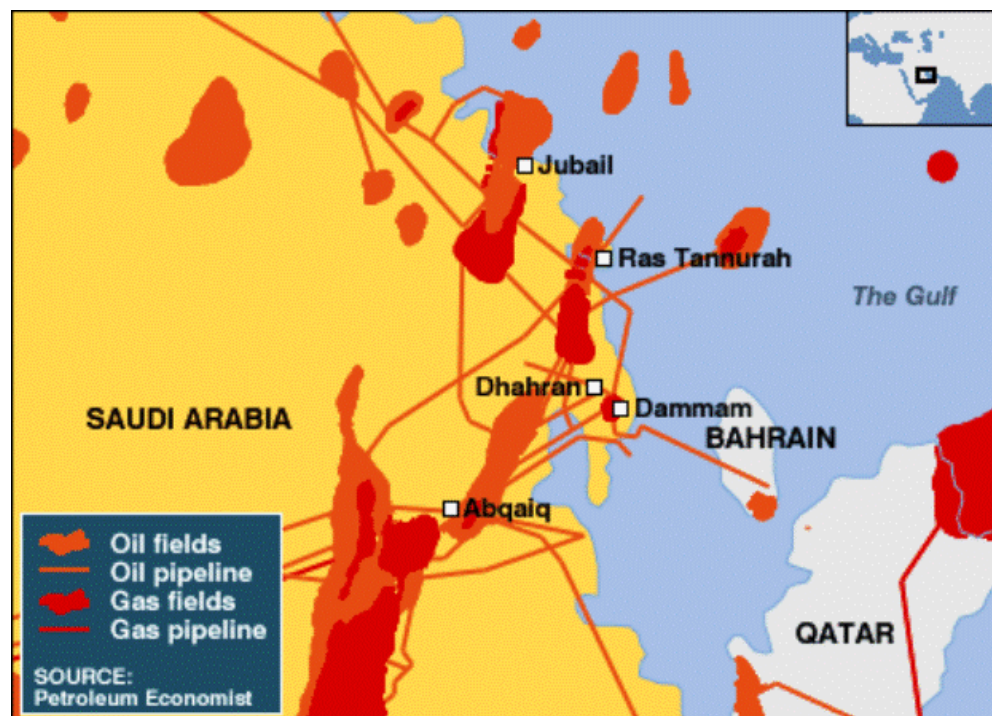 Jubail
Ras Tannurah
The Gulf
Dhahran
Dammam
SAUDI ARABIA
BAHRAIN
Abqaiq
QATAR
Oil fields
Oil pipeline
Gas fields
Gas pipeline
SOURCE:
Petroleum Economist